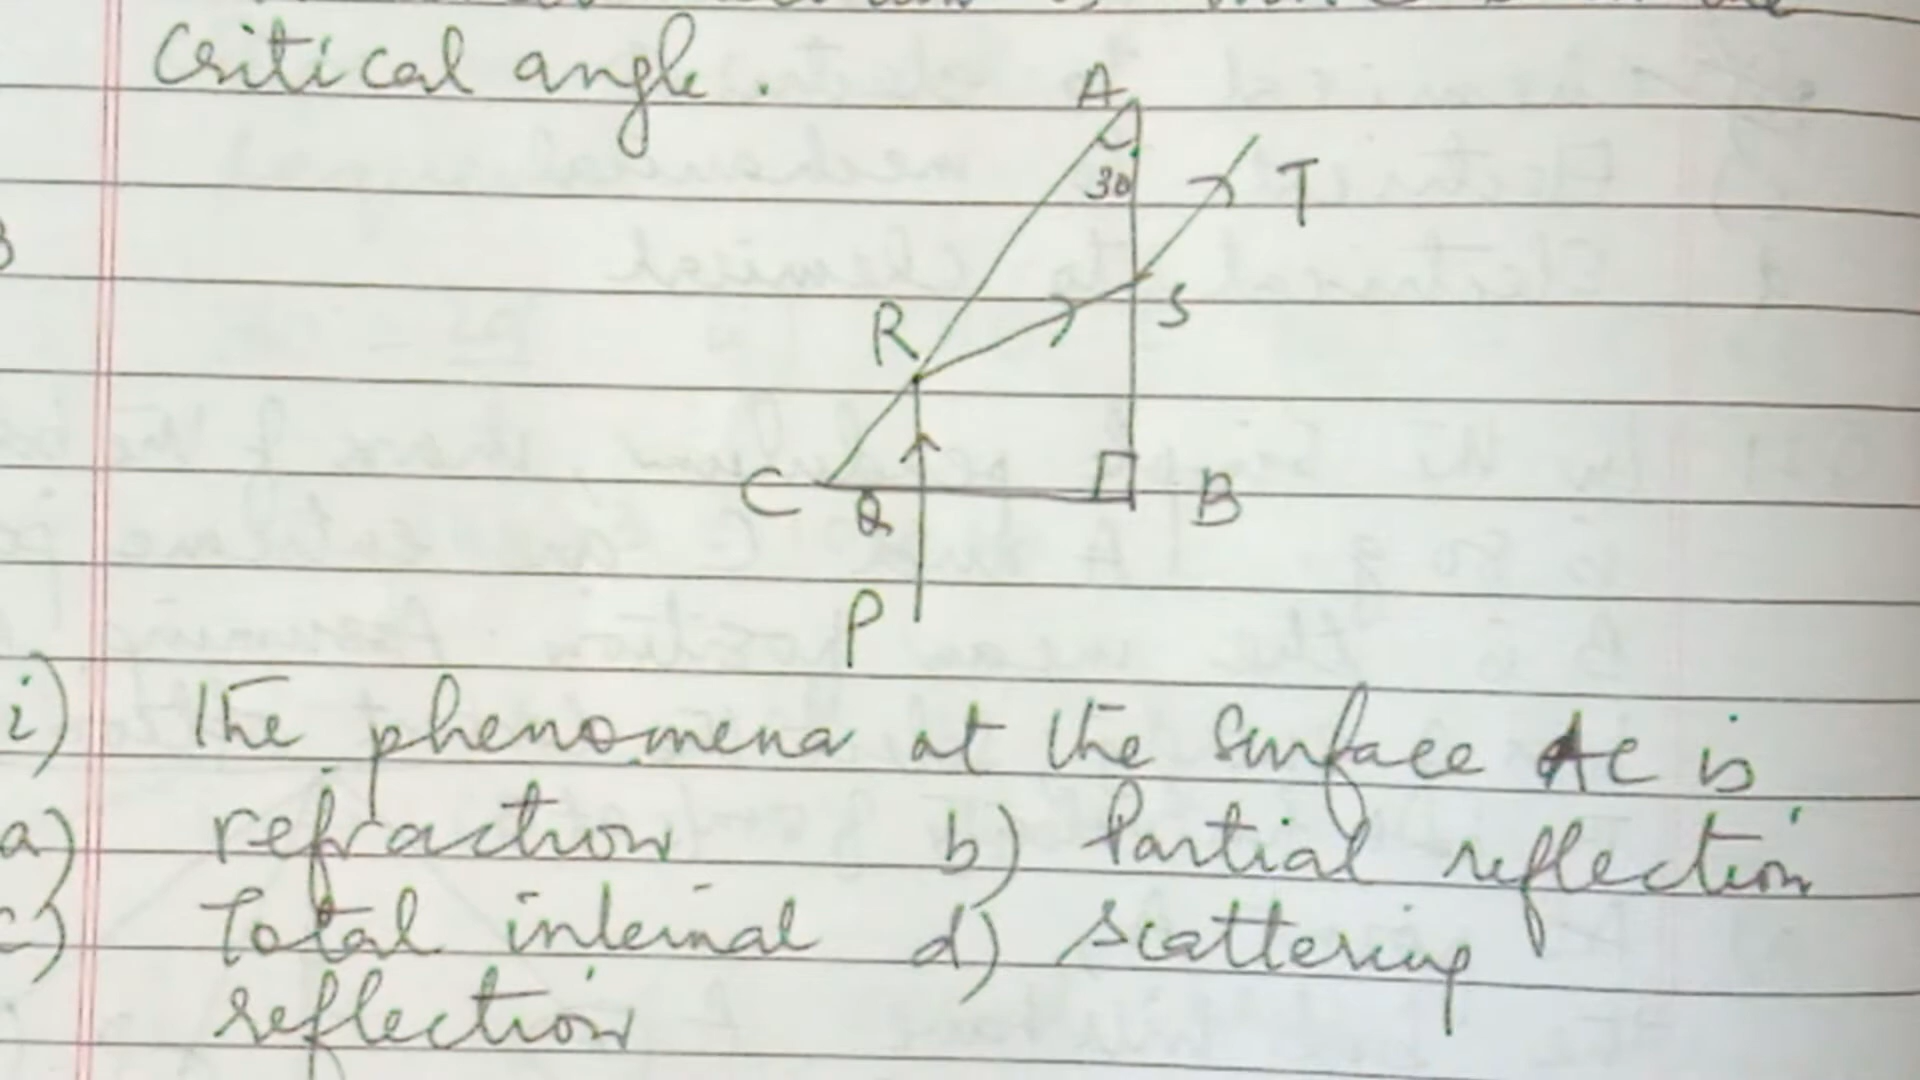 critical angle.
A
30
T
R
S
C
Q
B
P
i) The phenomena at the surface AC is
a) refraction b) Partial reflection
c) Total internal d) scattering
reflection